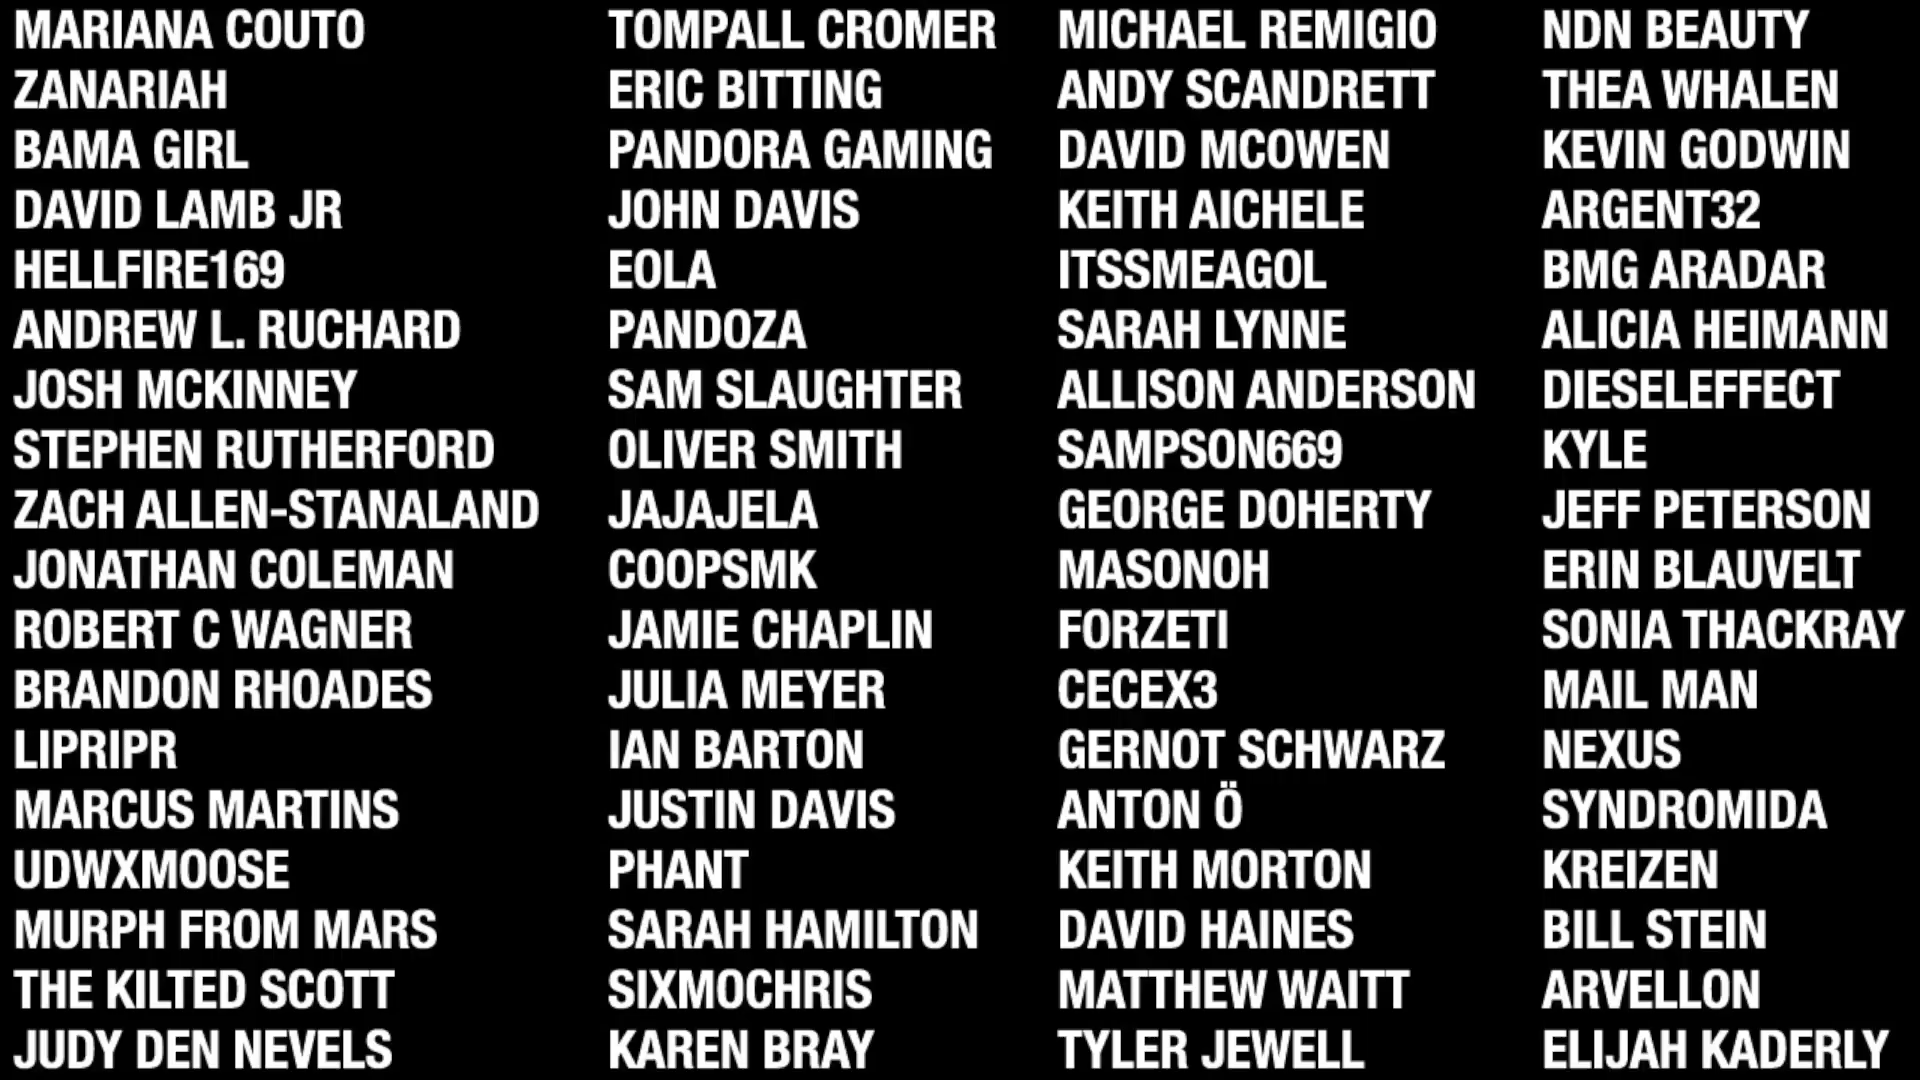 MARIANA COUTO
ZANARIAH
BAMA GIRL
DAVID LAMB JR
HELLFIRE169
ANDREW L. RUCHARD
JOSH MCKINNEY
STEPHEN RUTHERFORD
ZACH ALLEN-STANALAND
JONATHAN COLEMAN
ROBERT C WAGNER
BRANDON RHOADES
LIPRIPR
MARCUS MARTINS
UDWXMOOSE
MURPH FROM MARS
THE KILTED SCOTT
JUDY DEN NEVELS
TOMPALL CROMER
ERIC BITTING
PANDORA GAMING
JOHN DAVIS
EOLA
PANDOZA
SAM SLAUGHTER
OLIVER SMITH
JAJAJELA
COOPSMK
JAMIE CHAPLIN
JULIA MEYER
IAN BARTON
JUSTIN DAVIS
PHANT
SARAH HAMILTON
SIXMOCHRIS
KAREN BRAY
MICHAEL REMIGIO
ANDY SCANDRETT
DAVID MCOWEN
KEITH AICHELE
ITSSMEAGOL
SARAH LYNNE
ALLISON ANDERSON
SAMPSON669
GEORGE DOHERTY
MASONOH
FORZETI
CECEX3
GERNOT SCHWARZ
ANTON Ö
KEITH MORTON
DAVID HAINES
MATTHEW WAITT
TYLER JEWELL
NDN BEAUTY
THEA WHALEN
KEVIN GODWIN
ARGENT32
BMG ARADAR
ALICIA HEIMANN
DIESELEFFECT
KYLE
JEFF PETERSON
ERIN BLAUVELT
SONIA THACKRAY
MAIL MAN
NEXUS
SYNDROMIDA
KREIZEN
BILL STEIN
ARVELLON
ELIJAH KADERLY